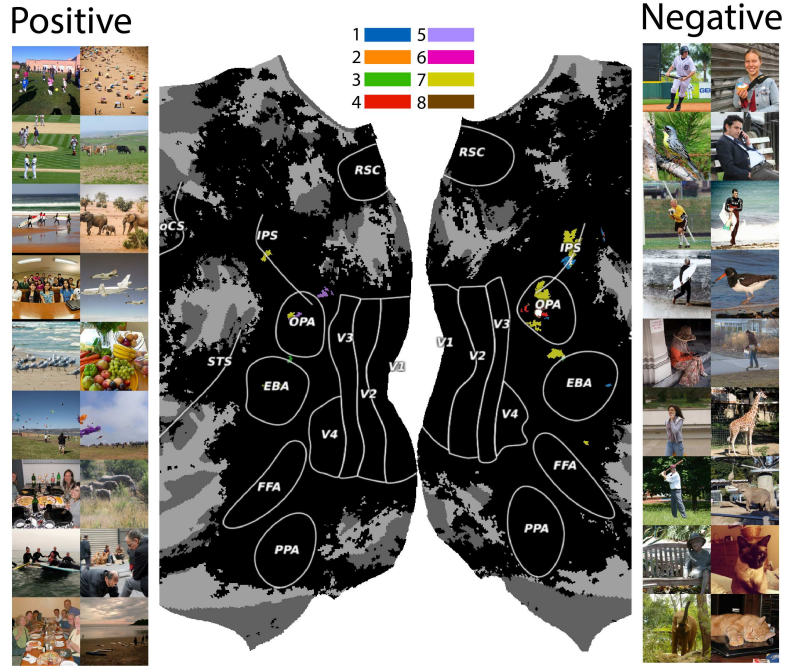 Positive
Negative
1 5
2 6
3 7
4 8
RSC RSC
oCS
IPS IPS
OPA OPA
V3 V1 V1 V3
STS V2 V2
EBA EBA
V4 V4
FFA FFA
PPA PPA